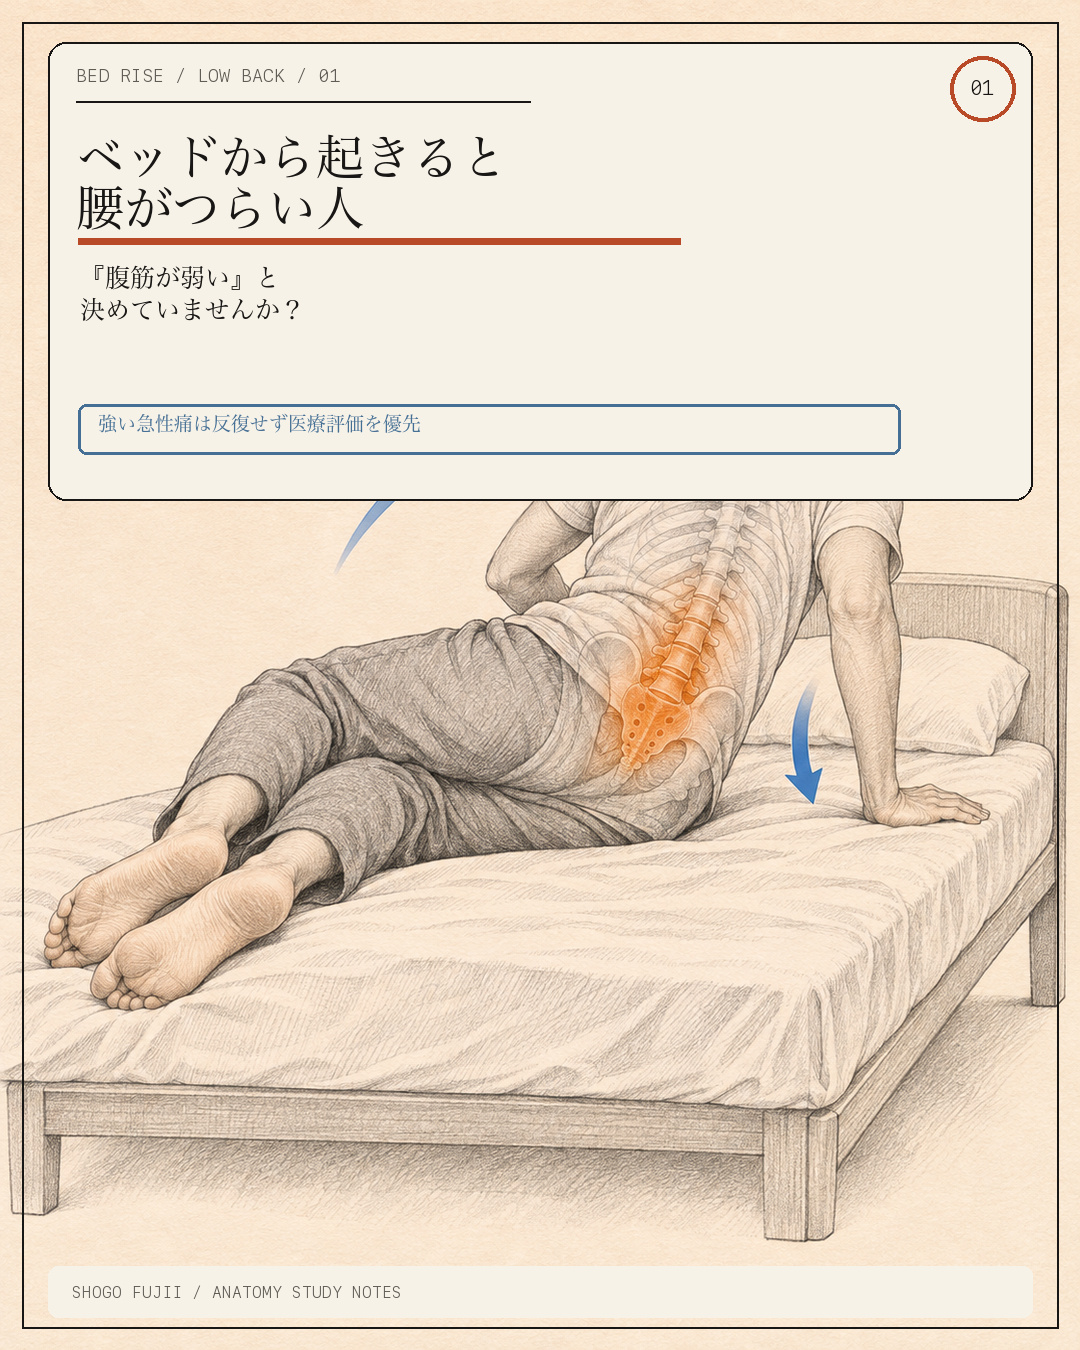 BED RISE / LOW BACK / 01
01
ベッドから起きると
腰がつらい人
『腹筋が弱い』と
決めていませんか？
強い急性痛は反復せず医療評価を優先
SHOGO FUJII / ANATOMY STUDY NOTES